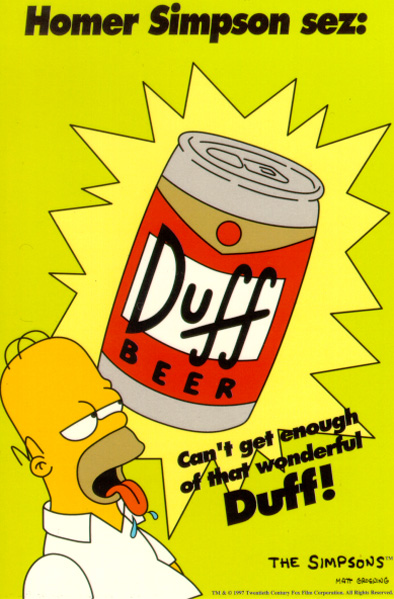 Homer Simpson sez:
Duff
BEER
Can't get enough
of that wonderful
Duff!
THE SIMPSONS™
MATT GROENING
TM & © 1997 Twentieth Century Fox Film Corporation. All Rights Reserved.